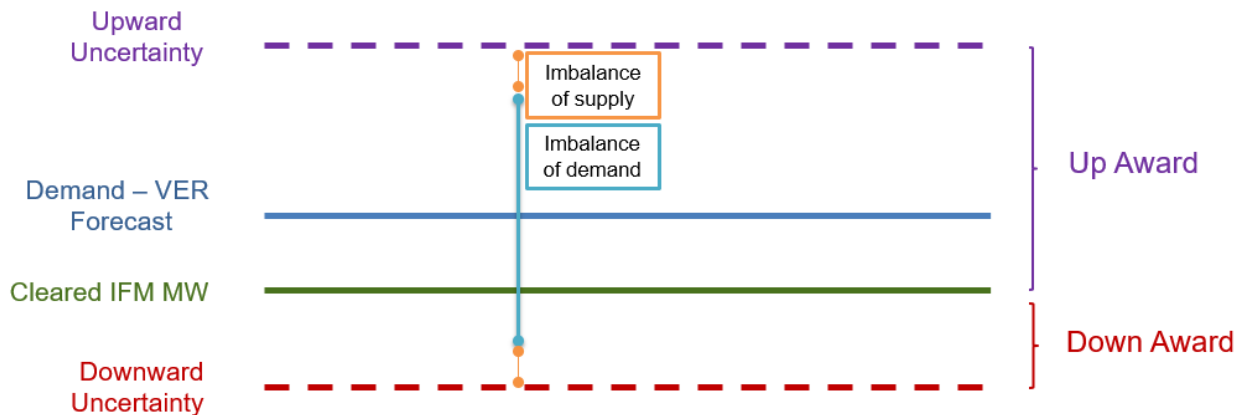 Upward
Uncertainty
Imbalance
of supply
Imbalance
of demand
Up Award
Demand – VER
Forecast
Cleared IFM MW
Down Award
Downward
Uncertainty